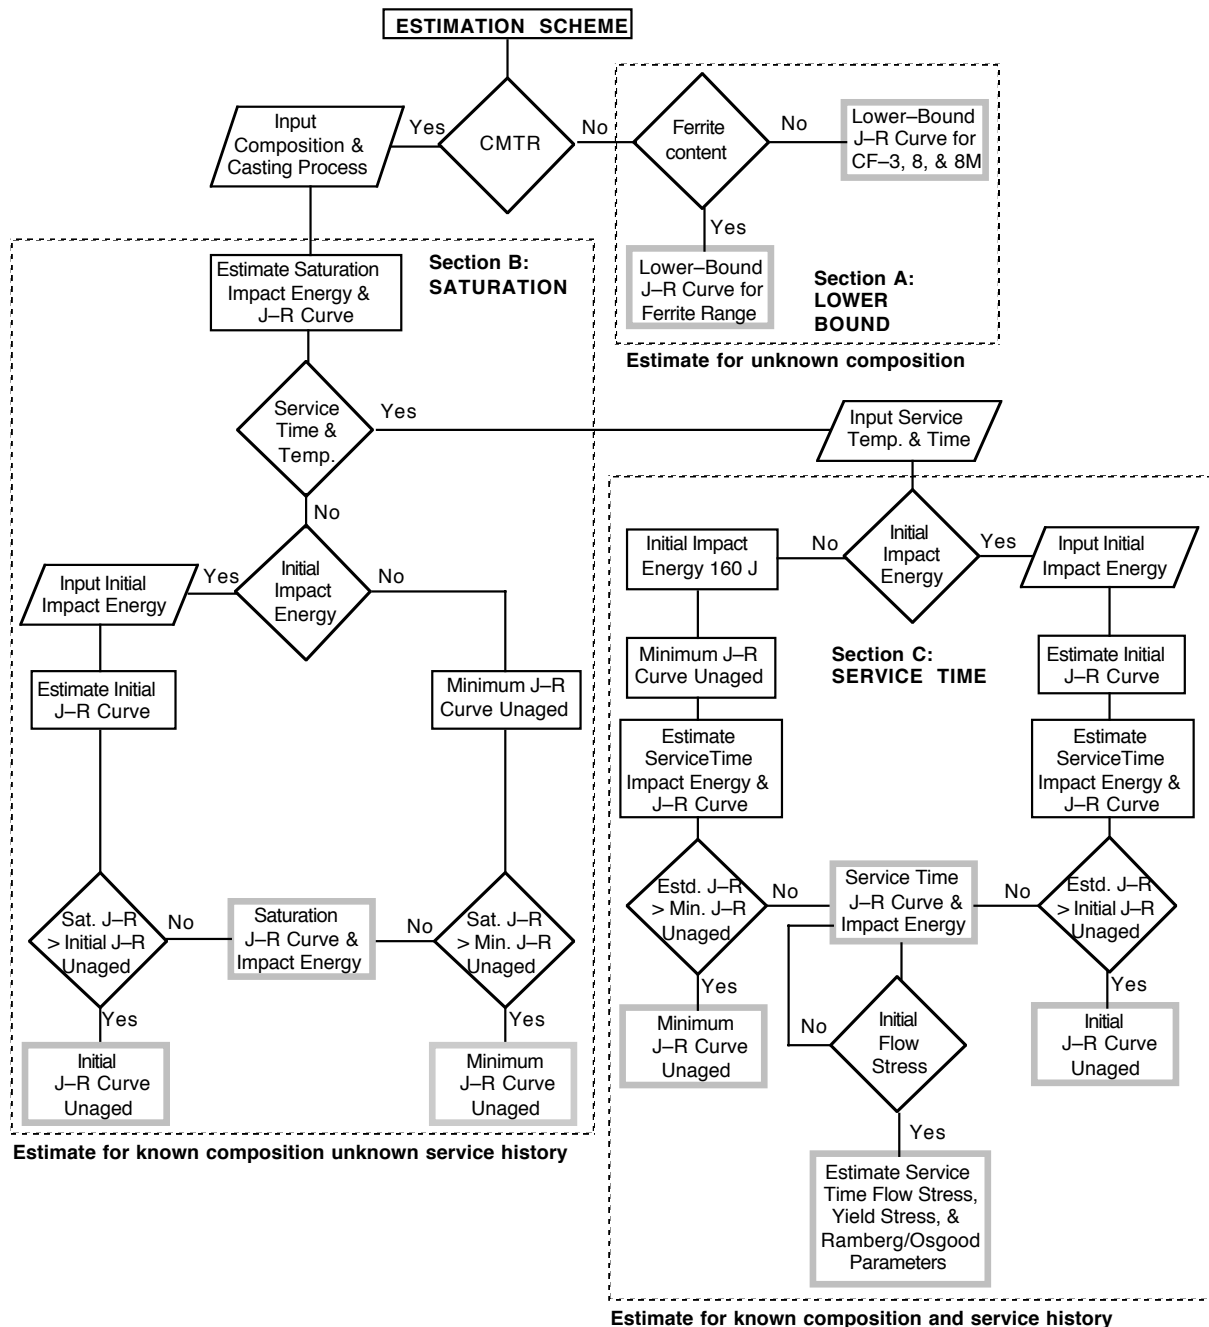 ESTIMATION SCHEME
Input
Composition &
Casting Process
Yes
CMTR
No
Ferrite
content
No
Lower–Bound
J–R Curve for
CF–3, 8, & 8M
Yes
Lower–Bound
J–R Curve for
Ferrite Range
Section A:
LOWER
BOUND
Estimate for unknown composition
Section B:
SATURATION
Estimate Saturation
Impact Energy &
J–R Curve
Service
Time &
Temp.
Yes
No
Input Service
Temp. & Time
Initial
Impact
Energy
Yes
No
Input Initial
Impact Energy
Estimate Initial
J–R Curve
Minimum J–R
Curve Unaged
Sat. J–R
> Initial J–R
Unaged
No
Saturation
J–R Curve &
Impact Energy
No
Sat. J–R
> Min. J–R
Unaged
Yes
Yes
Initial
J–R Curve
Unaged
Minimum
J–R Curve
Unaged
Estimate for known composition unknown service history
Initial Impact
Energy 160 J
No
Initial
Impact
Energy
Yes
Input Initial
Impact Energy
Minimum J–R
Curve Unaged
Section C:
SERVICE TIME
Estimate Initial
J–R Curve
Estimate
ServiceTime
Impact Energy &
J–R Curve
Estimate
ServiceTime
Impact Energy &
J–R Curve
Estd. J–R
> Min. J–R
Unaged
No
Service Time
J–R Curve &
Impact Energy
No
Estd. J–R
> Initial J–R
Unaged
Yes
Yes
Minimum
J–R Curve
Unaged
No
Initial
Flow
Stress
Initial
J–R Curve
Unaged
Yes
Estimate Service
Time Flow Stress,
Yield Stress, &
Ramberg/Osgood
Parameters
Estimate for known composition and service history